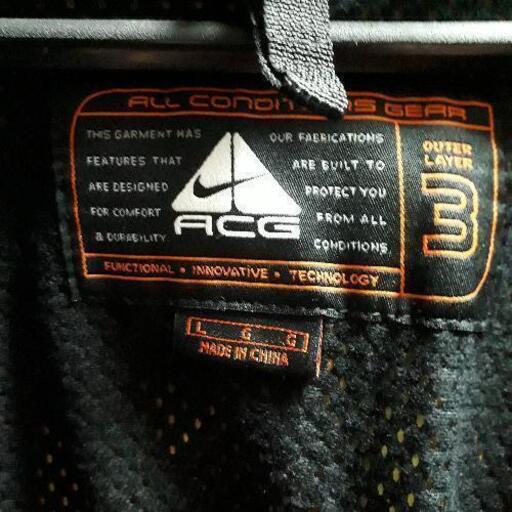 ALL CONDITIONS GEAR
THIS GARMENT HAS
FEATURES THAT
ARE DESIGNED
FOR COMFORT
& DURABILITY
ACG
OUR FABRICATIONS
ARE BUILT TO
PROTECT YOU
FROM ALL
CONDITIONS
OUTER
LAYER
3
FUNCTIONAL • INNOVATIVE • TECHNOLOGY
L G G
MADE IN CHINA